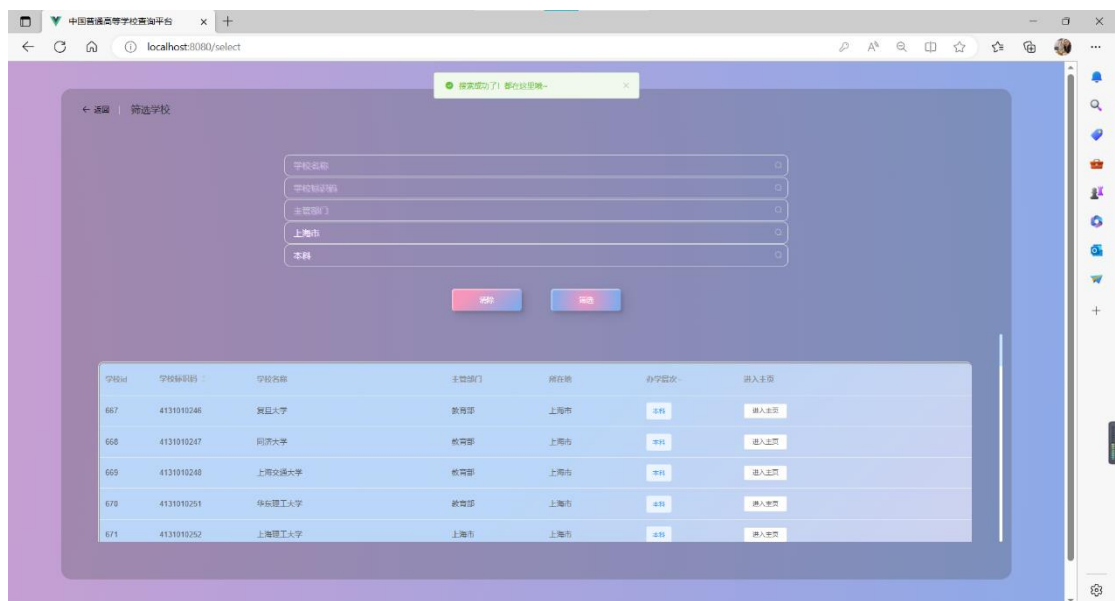 中国普通高等学校查询平台
localhost:8080/select
搜索成功了！都在这里哦~
← 返回 | 筛选学校
学校名称
学校标识码
主管部门
上海市
本科
清除 筛选
学校id 学校标识码 学校名称 主管部门 所在地 办学层次 进入主页
667 4131010246 复旦大学 教育部 上海市 本科 进入主页
668 4131010247 同济大学 教育部 上海市 本科 进入主页
669 4131010248 上海交通大学 教育部 上海市 本科 进入主页
670 4131010251 华东理工大学 教育部 上海市 本科 进入主页
671 4131010252 上海理工大学 上海市 上海市 本科 进入主页